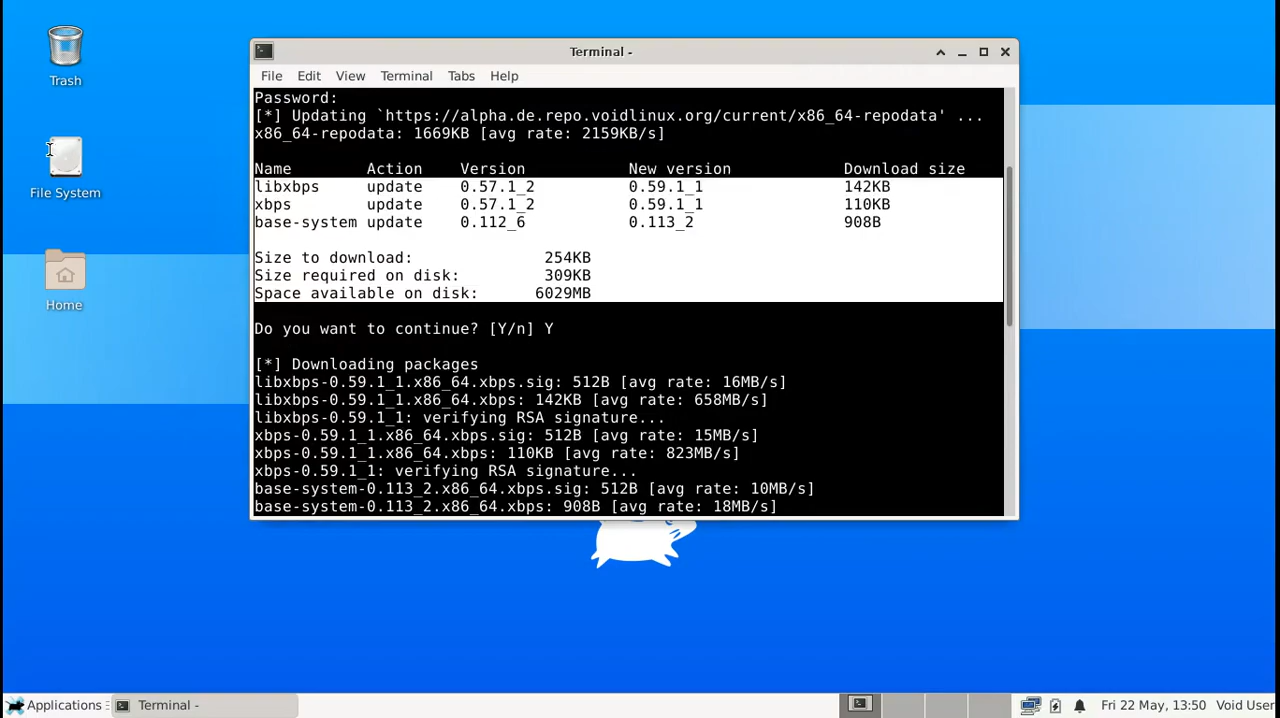 Trash
File System
Home
Terminal -
File Edit View Terminal Tabs Help
Password:
[*] Updating `https://alpha.de.repo.voidlinux.org/current/x86_64-repodata' ...
x86_64-repodata: 1669KB [avg rate: 2159KB/s]
Name Action Version New version Download size
libxbps update 0.57.1_2 0.59.1_1 142KB
xbps update 0.57.1_2 0.59.1_1 110KB
base-system update 0.112_6 0.113_2 908B
Size to download: 254KB
Size required on disk: 309KB
Space available on disk: 6029MB
Do you want to continue? [Y/n] Y
[*] Downloading packages
libxbps-0.59.1_1.x86_64.xbps.sig: 512B [avg rate: 16MB/s]
libxbps-0.59.1_1.x86_64.xbps: 142KB [avg rate: 658MB/s]
libxbps-0.59.1_1: verifying RSA signature...
xbps-0.59.1_1.x86_64.xbps.sig: 512B [avg rate: 15MB/s]
xbps-0.59.1_1.x86_64.xbps: 110KB [avg rate: 823MB/s]
xbps-0.59.1_1: verifying RSA signature...
base-system-0.113_2.x86_64.xbps.sig: 512B [avg rate: 10MB/s]
base-system-0.113_2.x86_64.xbps: 908B [avg rate: 18MB/s]
Applications Terminal - Fri 22 May, 13:50 Void User